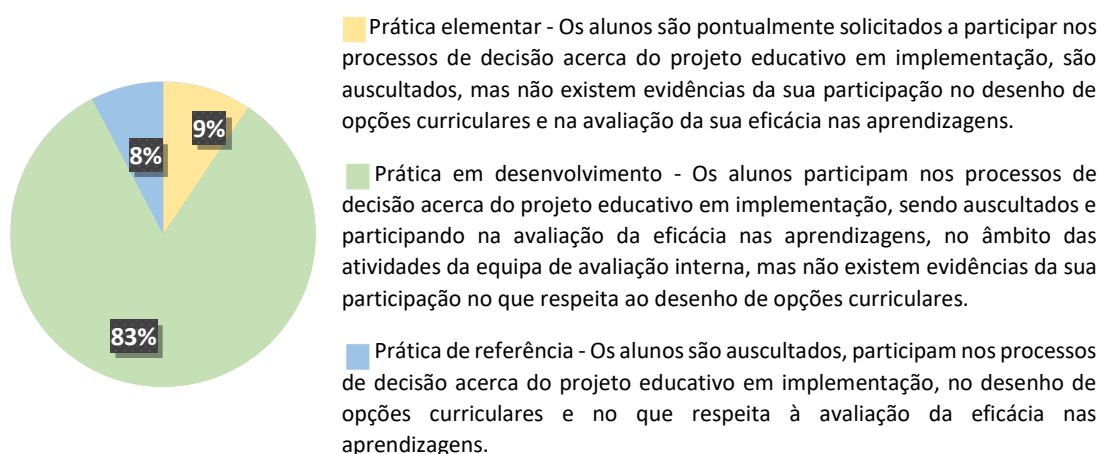 Prática elementar - Os alunos são pontualmente solicitados a participar nos
processos de decisão acerca do projeto educativo em implementação, são
auscultados, mas não existem evidências da sua participação no desenho de
opções curriculares e na avaliação da sua eficácia nas aprendizagens.
9%
8%
83%
Prática em desenvolvimento - Os alunos participam nos processos de
decisão acerca do projeto educativo em implementação, sendo auscultados e
participando na avaliação da eficácia nas aprendizagens, no âmbito das
atividades da equipa de avaliação interna, mas não existem evidências da sua
participação no que respeita ao desenho de opções curriculares.
Prática de referência - Os alunos são auscultados, participam nos processos
de decisão acerca do projeto educativo em implementação, no desenho de
opções curriculares e no que respeita à avaliação da eficácia nas
aprendizagens.